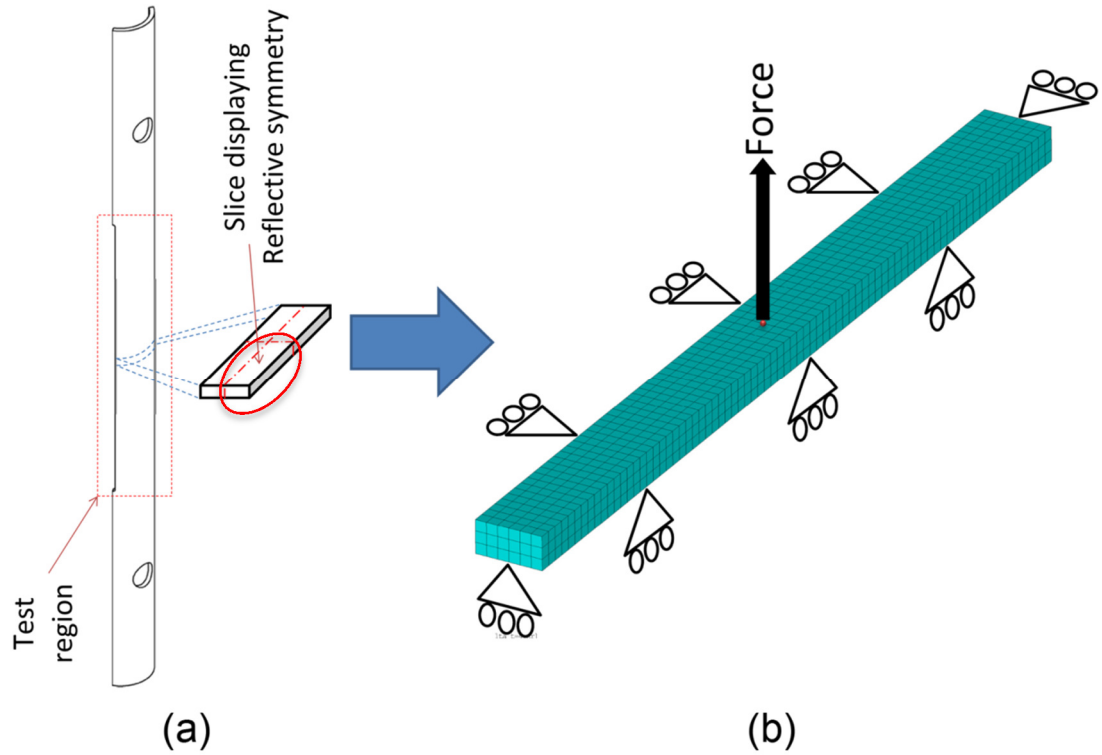 Slice displaying
Reflective symmetry
Test
region
Force
(a)
(b)